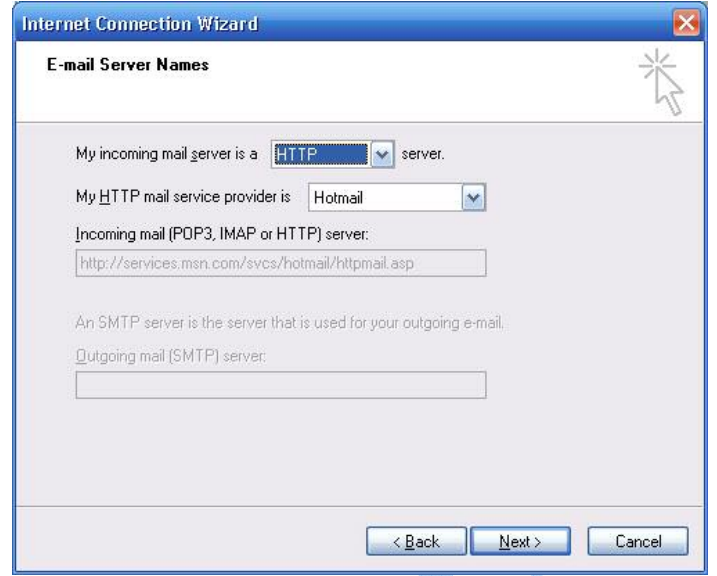 Internet Connection Wizard
E-mail Server Names
My incoming mail server is a HTTP server.
My HTTP mail service provider is Hotmail
Incoming mail (POP3, IMAP or HTTP) server:
http://services.msn.com/svcs/hotmail/httpmail.asp
An SMTP server is the server that is used for your outgoing e-mail.
Outgoing mail (SMTP) server:
< Back Next > Cancel